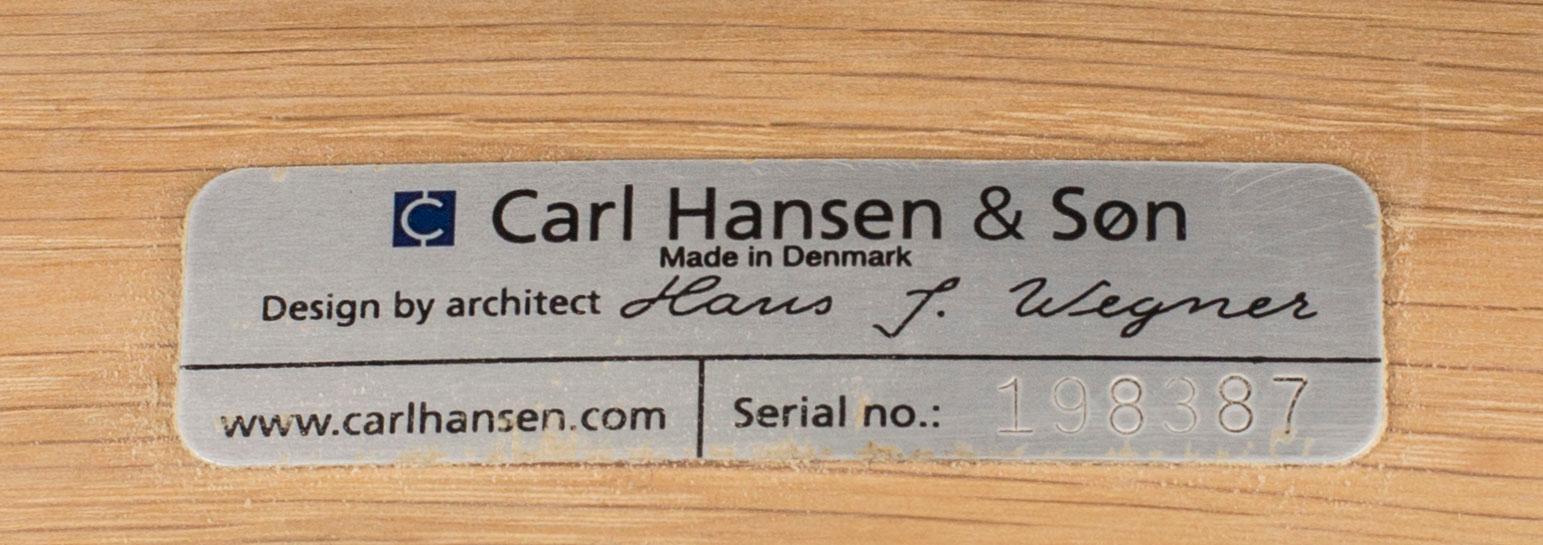 Carl Hansen & Søn
Made in Denmark
Design by architect Hans J. Wegner
www.carlhansen.com
Serial no.: 198387